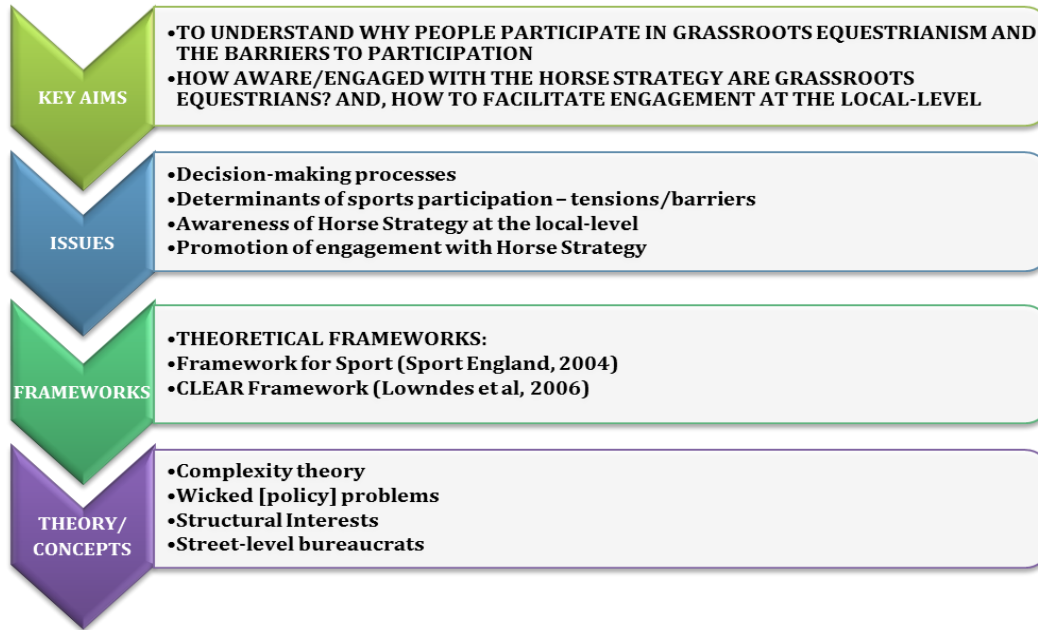 KEY AIMS
•TO UNDERSTAND WHY PEOPLE PARTICIPATE IN GRASSROOTS EQUESTRIANISM AND
THE BARRIERS TO PARTICIPATION
•HOW AWARE/ENGAGED WITH THE HORSE STRATEGY ARE GRASSROOTS
EQUESTRIANS? AND, HOW TO FACILITATE ENGAGEMENT AT THE LOCAL-LEVEL
ISSUES
•Decision-making processes
•Determinants of sports participation – tensions/barriers
•Awareness of Horse Strategy at the local-level
•Promotion of engagement with Horse Strategy
FRAMEWORKS
•THEORETICAL FRAMEWORKS:
•Framework for Sport (Sport England, 2004)
•CLEAR Framework (Lowndes et al, 2006)
THEORY/
CONCEPTS
•Complexity theory
•Wicked [policy] problems
•Structural Interests
•Street-level bureaucrats